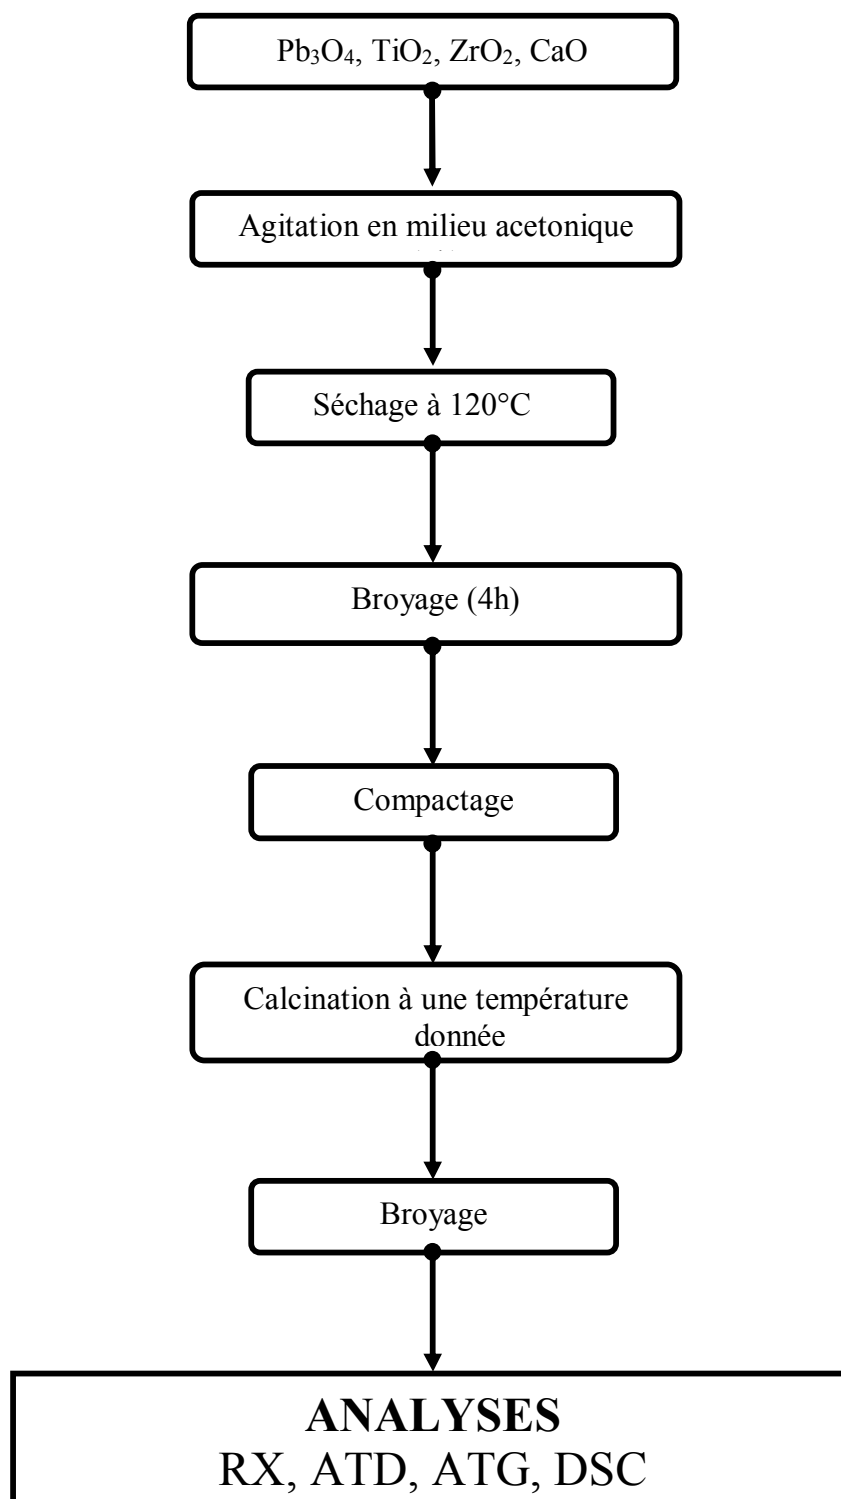 Pb₃O₄, TiO₂, ZrO₂, CaO
Agitation en milieu acetonique
Séchage à 120°C
Broyage (4h)
Compactage
Calcination à une température
donnée
Broyage
ANALYSES
RX, ATD, ATG, DSC